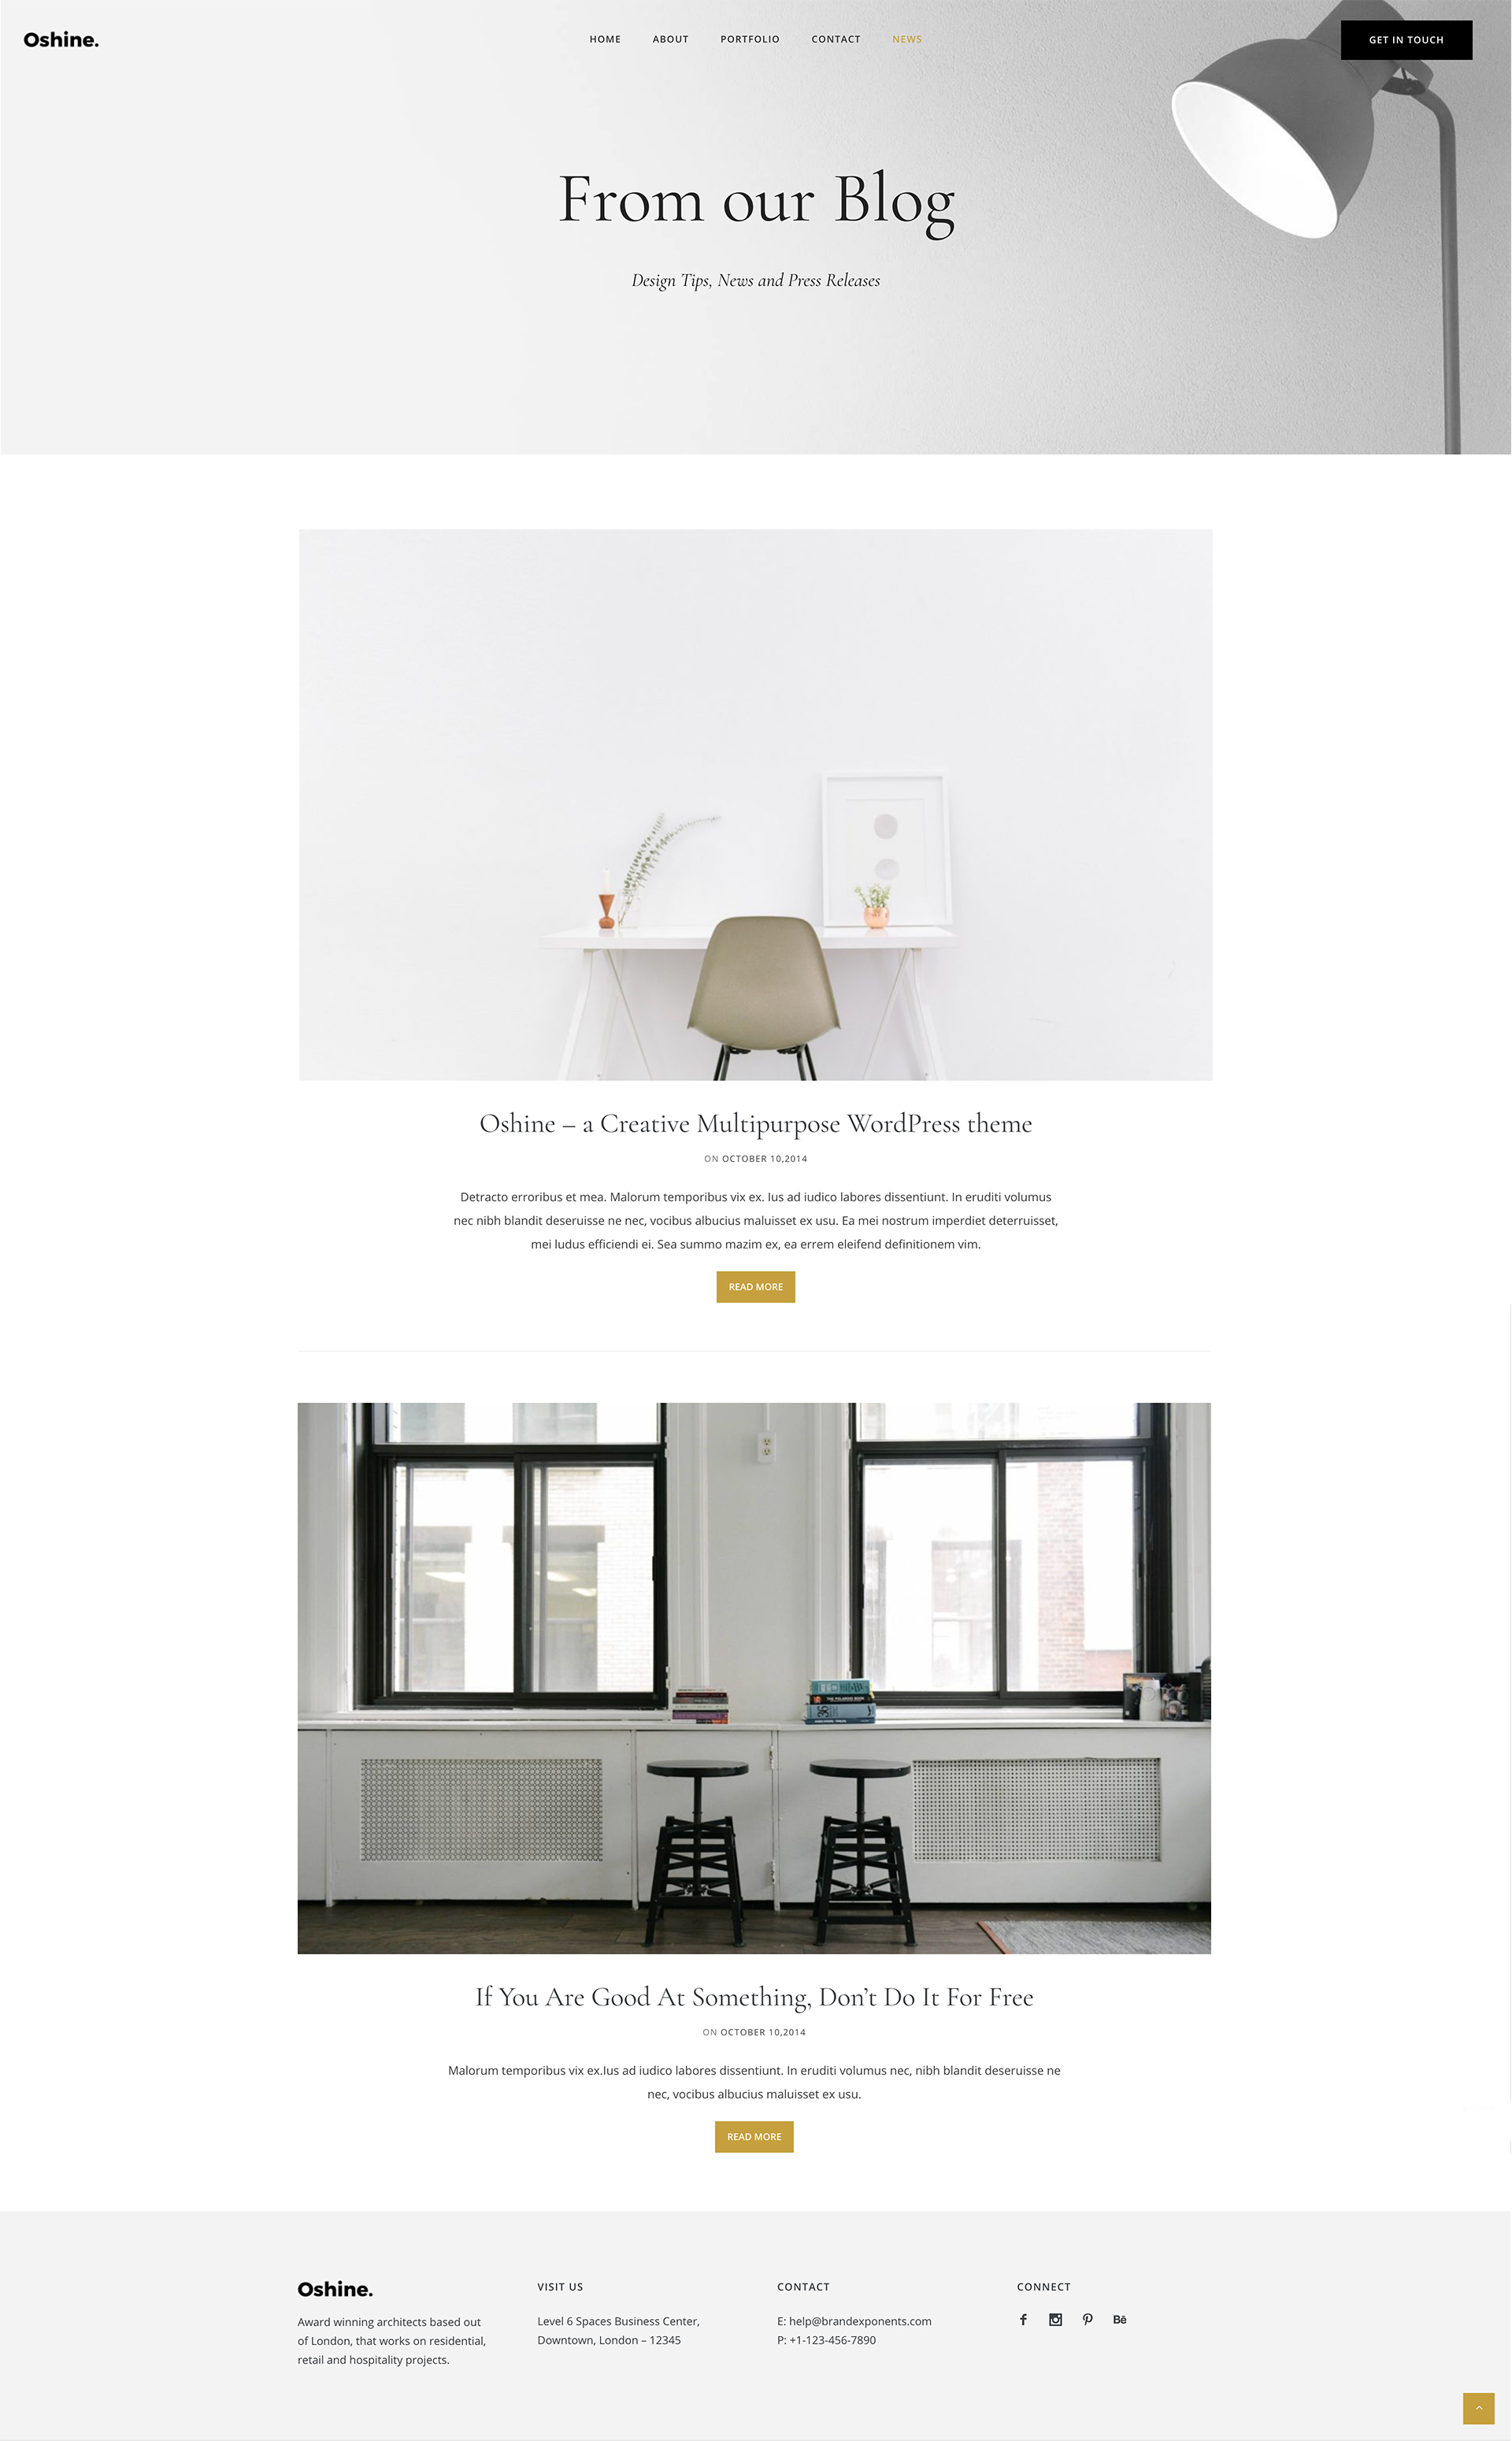 Oshine.
HOME ABOUT PORTFOLIO CONTACT NEWS
GET IN TOUCH
From our Blog
Design Tips, News and Press Releases
Oshine – a Creative Multipurpose WordPress theme
ON OCTOBER 10,2014
Detracto erroribus et mea. Malorum temporibus vix ex. Ius ad iudico labores dissentiunt. In eruditi volumus
nec nibh blandit deseruisse ne nec, vocibus albucius maluisset ex usu. Ea mei nostrum imperdiet deterruisset,
mei ludus efficiendi ei. Sea summo mazim ex, ea errem eleifend definitionem vim.
READ MORE
THE POLAROID BOOK
If You Are Good At Something, Don’t Do It For Free
ON OCTOBER 10,2014
Malorum temporibus vix ex.Ius ad iudico labores dissentiunt. In eruditi volumus nec, nibh blandit deseruisse ne
nec, vocibus albucius maluisset ex usu.
READ MORE
Oshine.
Award winning architects based out
of London, that works on residential,
retail and hospitality projects.
VISIT US
Level 6 Spaces Business Center,
Downtown, London – 12345
CONTACT
E: help@brandexponents.com
P: +1-123-456-7890
CONNECT
Bē